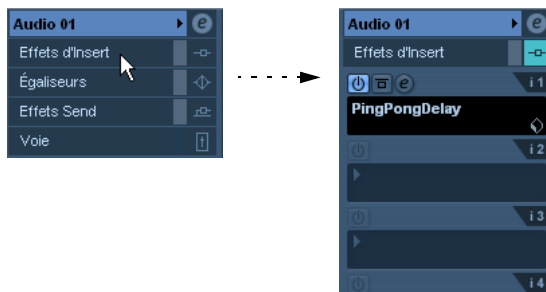 Audio 01 e
Effets d'Insert
Égaliseurs
Effets Send
Voie
Audio 01 e
Effets d'Insert
e i 1
PingPongDelay
i 2
i 3
i 4